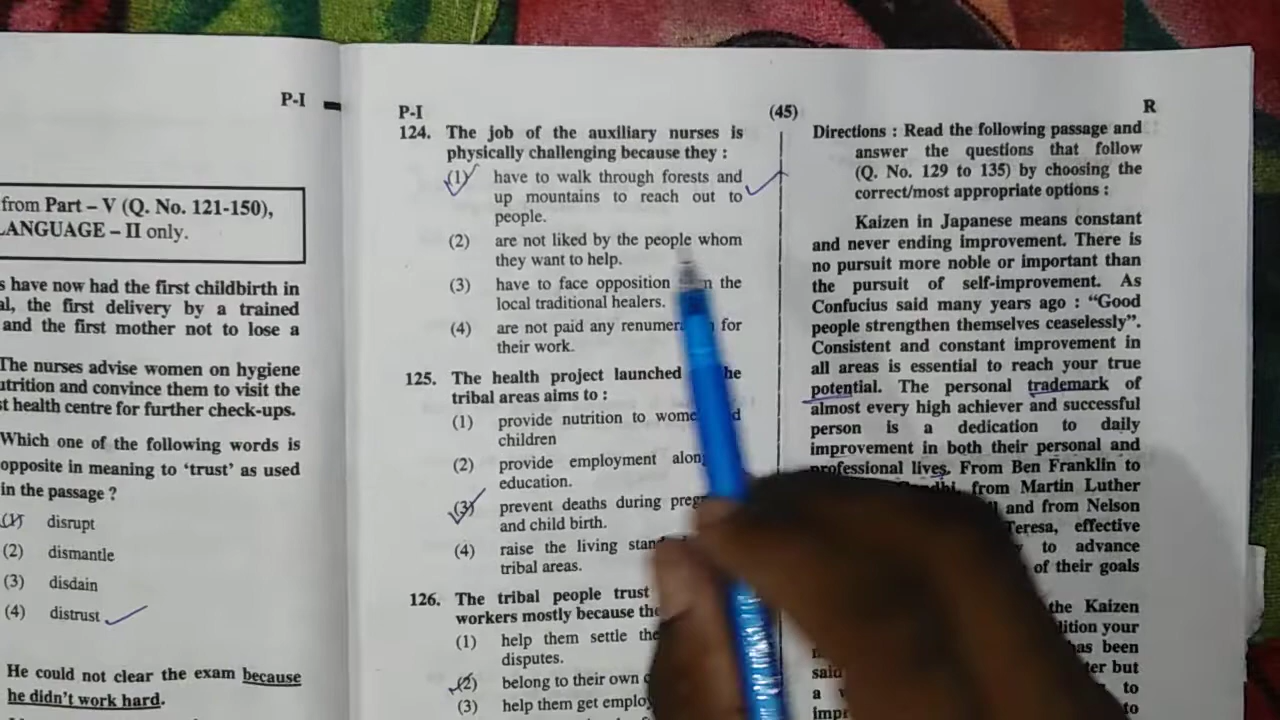 P-I
from Part – V (Q. No. 121-150),
LANGUAGE – II only.
s have now had the first childbirth in
al, the first delivery by a trained
and the first mother not to lose a
The nurses advise women on hygiene
utrition and convince them to visit the
st health centre for further check-ups.
Which one of the following words is
opposite in meaning to ‘trust’ as used
in the passage ?
(1) disrupt
(2) dismantle
(3) disdain
(4) distrust
He could not clear the exam because
he didn’t work hard.
P-I
(45)
R
124. The job of the auxiliary nurses is
physically challenging because they :
(1) have to walk through forests and
up mountains to reach out to
people.
(2) are not liked by the people whom
they want to help.
(3) have to face opposition the
local traditional healers.
(4) are not paid any for
their work.
125. The health project launched
tribal areas aims to :
(1) provide nutrition to
children
(2) provide employment
education.
(3) prevent deaths during
and child birth.
(4) raise the living
tribal areas.
126. The tribal people trust
workers mostly because
(1) help them settle
disputes.
(2) belong to their own
(3) help them get
Directions : Read the following passage and
answer the questions that follow
(Q. No. 129 to 135) by choosing the
correct/most appropriate options :
Kaizen in Japanese means constant
and never ending improvement. There is
no pursuit more noble or important than
the pursuit of self-improvement. As
Confucius said many years ago : “Good
people strengthen themselves ceaselessly”.
Consistent and constant improvement in
all areas is essential to reach your true
potential. The personal trademark of
almost every high achiever and successful
person is a dedication to daily
improvement in both their personal and
professional lives. From Ben Franklin to
from Martin Luther
and from Nelson
Teresa, effective
to advance
of their goals
the Kaizen
your
has been
but
said
a to
to